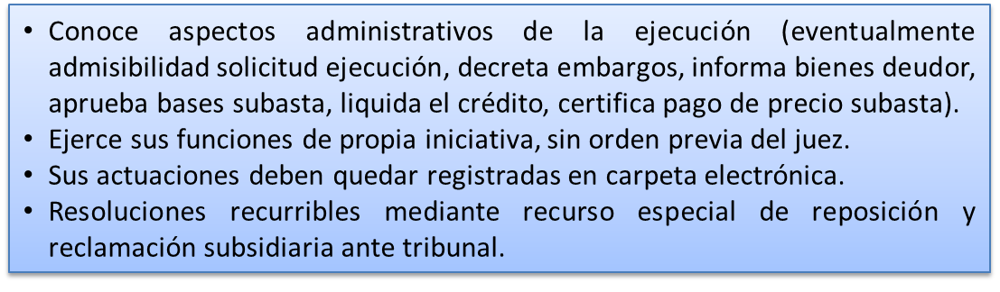 • Conoce aspectos administrativos de la ejecución (eventualmente
admisibilidad solicitud ejecución, decreta embargos, informa bienes deudor,
aprueba bases subasta, liquida el crédito, certifica pago de precio subasta).
• Ejerce sus funciones de propia iniciativa, sin orden previa del juez.
• Sus actuaciones deben quedar registradas en carpeta electrónica.
• Resoluciones recurribles mediante recurso especial de reposición y
reclamación subsidiaria ante tribunal.